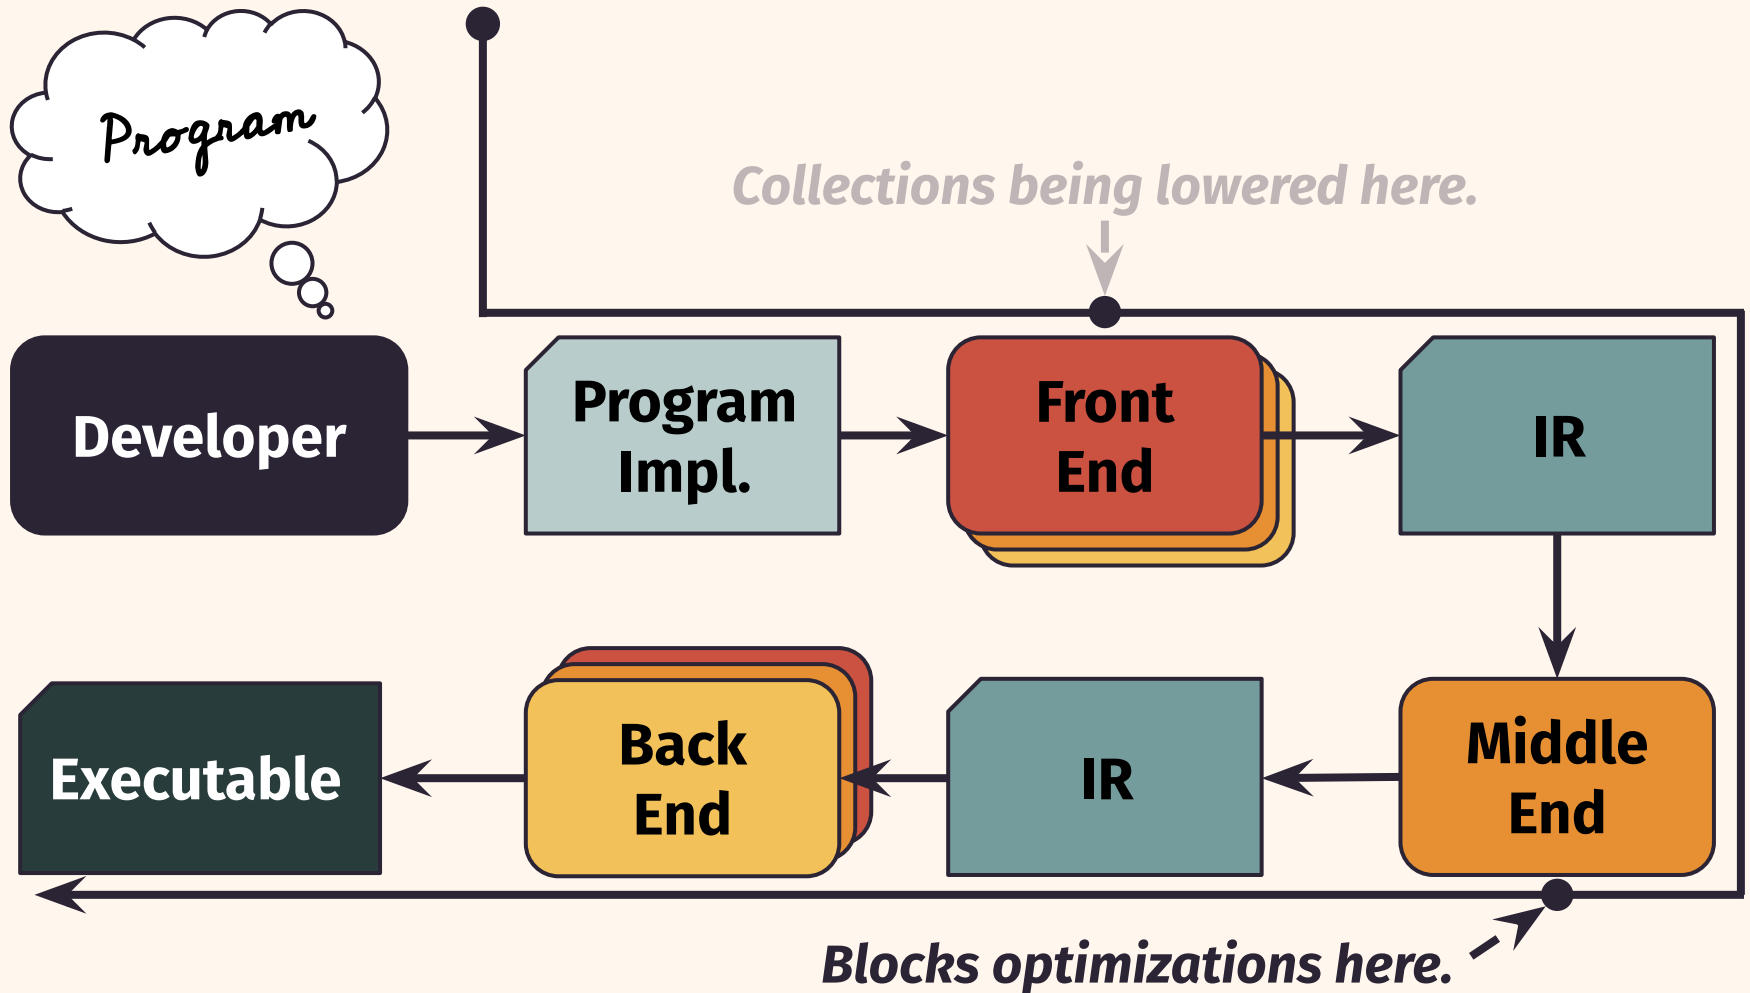 Program
Collections being lowered here.
Developer
Program
Impl.
Front
End
IR
Executable
Back
End
IR
Middle
End
Blocks optimizations here.